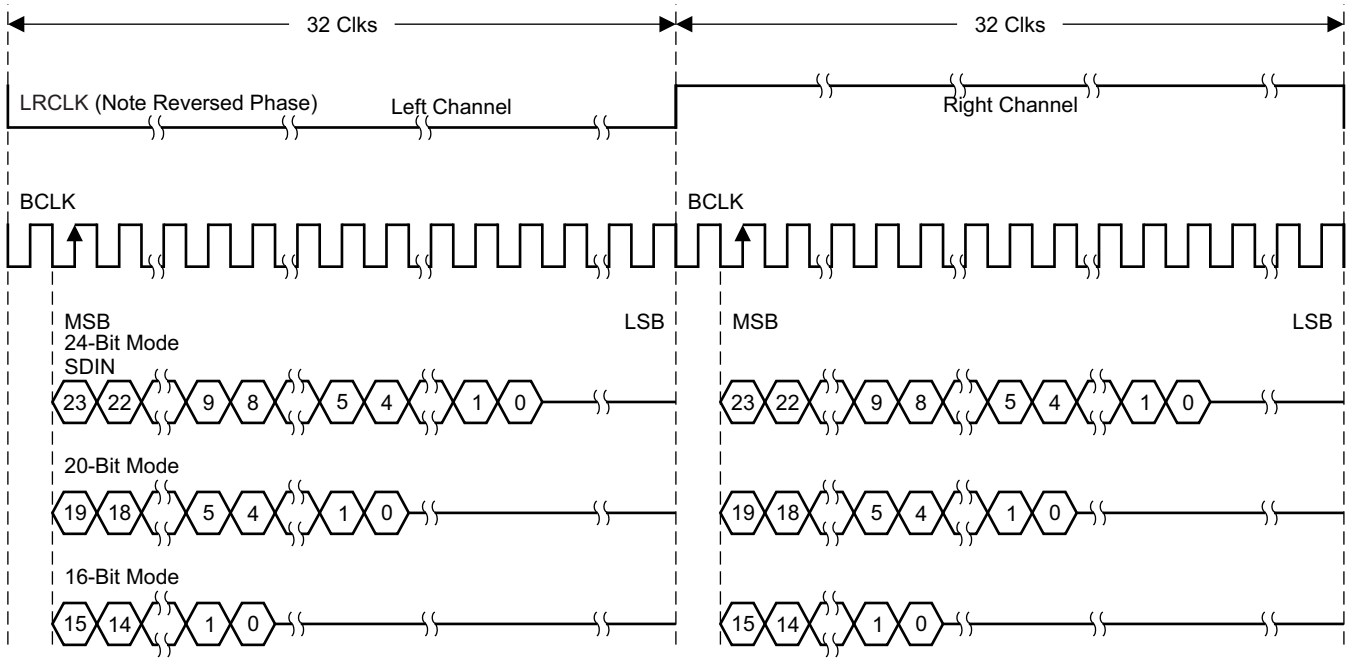 32 Clks 32 Clks
LRCLK (Note Reversed Phase) Left Channel Right Channel
BCLK BCLK
MSB LSB MSB LSB
24-Bit Mode
SDIN
23 22 9 8 5 4 1 0 23 22 9 8 5 4 1 0
20-Bit Mode
19 18 5 4 1 0 19 18 5 4 1 0
16-Bit Mode
15 14 1 0 15 14 1 0